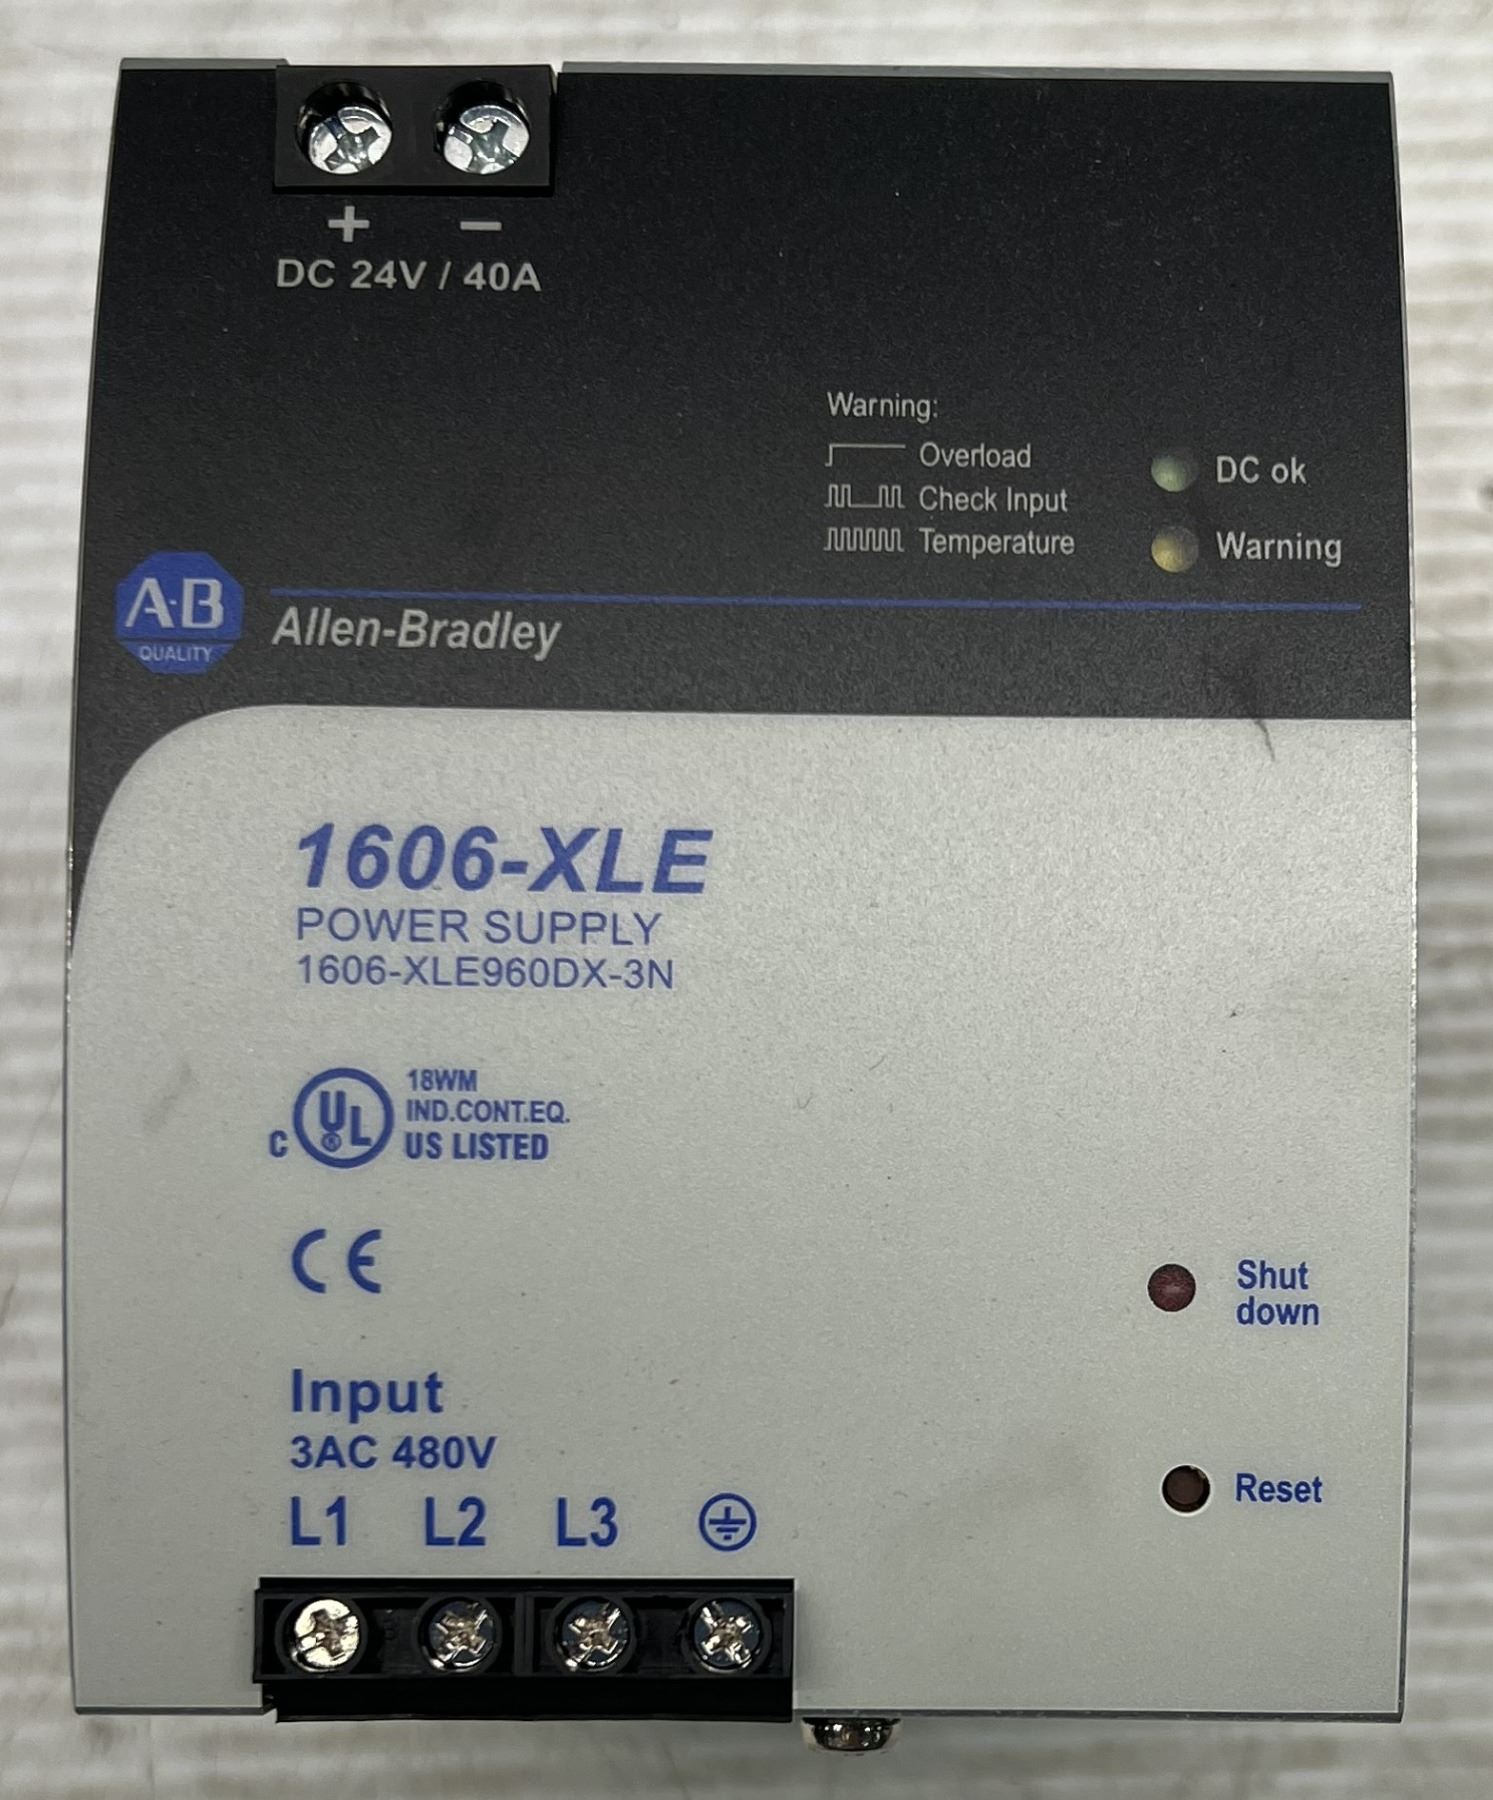 + −
DC 24V / 40A
Warning:
Overload
Check Input
Temperature
DC ok
Warning
A·B
QUALITY
Allen-Bradley
1606-XLE
POWER SUPPLY
1606-XLE960DX-3N
C UL ®
18WM
IND.CONT.EQ.
US LISTED
CE
Shut
down
Input
3AC 480V
L1 L2 L3
Reset